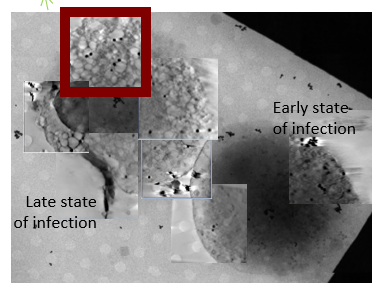 Early state
of infection
Late state
of infection